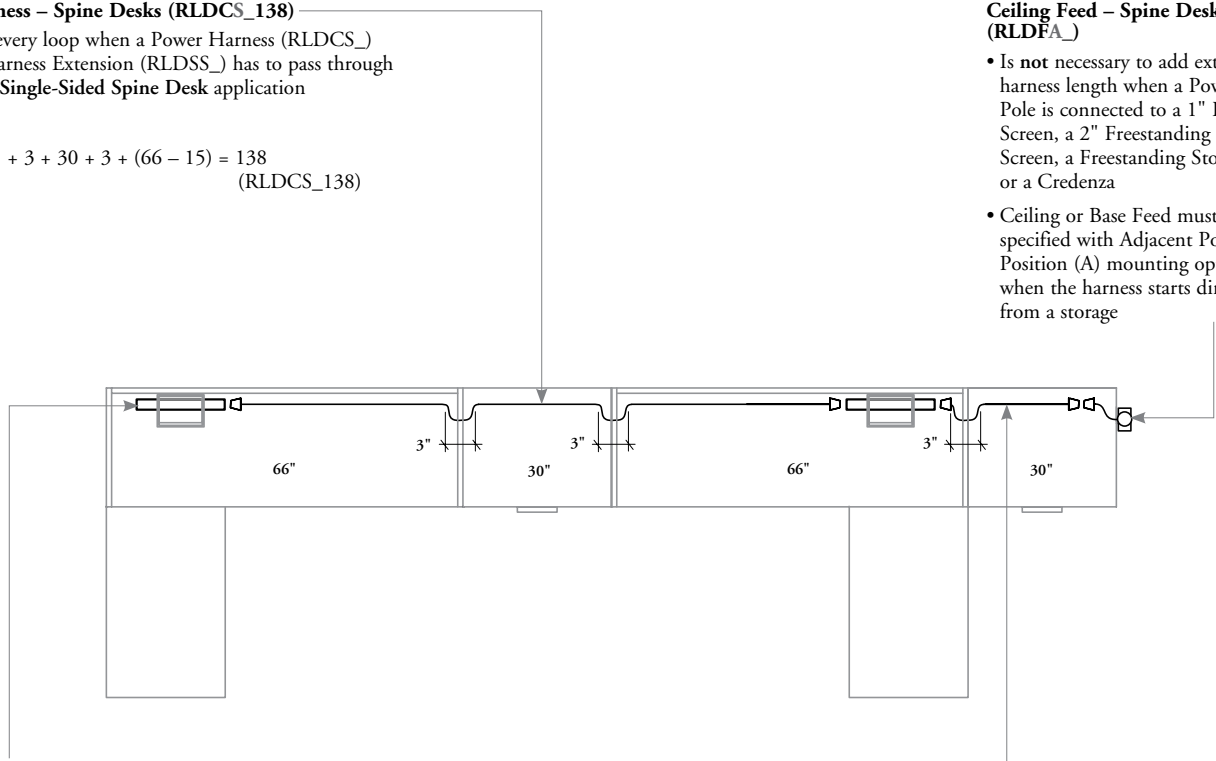 ness – Spine Desks (RLDCS_138)
every loop when a Power Harness (RLDCS_)
arness Extension (RLDSS_) has to pass through
Single-Sided Spine Desk application
+ 3 + 30 + 3 + (66 – 15) = 138
(RLDCS_138)
Ceiling Feed – Spine Desk
(RLDFA_)
• Is not necessary to add ext
harness length when a Pow
Pole is connected to a 1"
Screen, a 2" Freestanding
Screen, a Freestanding Sto
or a Credenza
• Ceiling or Base Feed must
specified with Adjacent Po
Position (A) mounting op
when the harness starts di
from a storage
3" 3" 3"
66" 30" 66" 30"